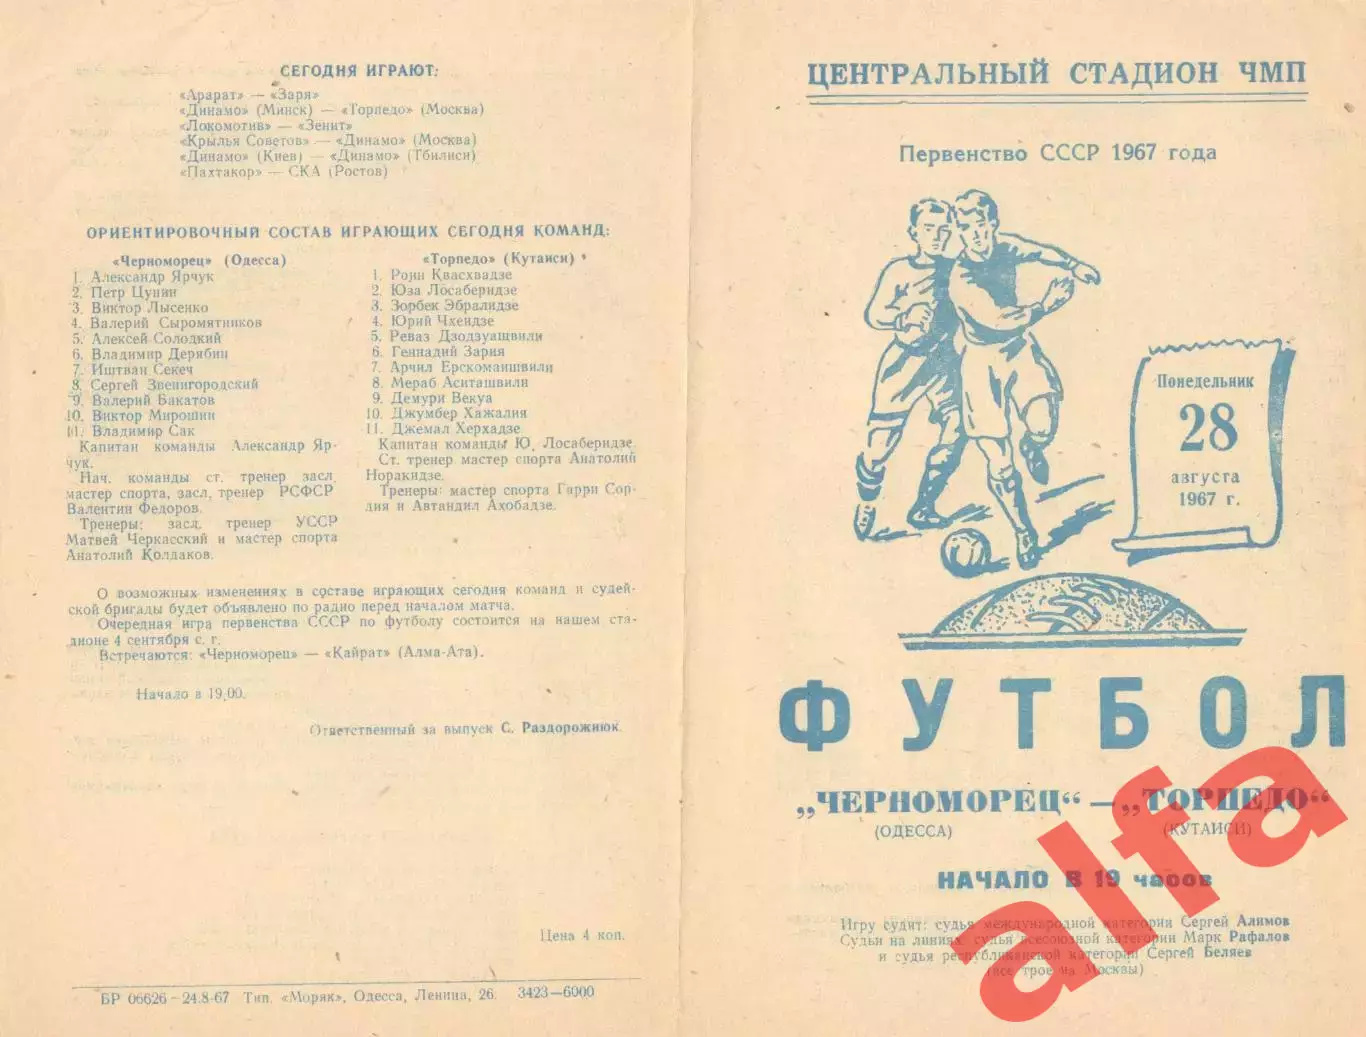 СЕГОДНЯ ИГРАЮТ:
«Арарат» — «Заря»
«Динамо» (Минск) — «Торпедо» (Москва)
«Локомотив» — «Зенит»
«Крылья Советов» — «Динамо» (Москва)
«Динамо» (Киев) — «Динамо» (Тбилиси)
«Пахтакор» — СКА (Ростов)
ОРИЕНТИРОВОЧНЫЙ СОСТАВ ИГРАЮЩИХ СЕГОДНЯ КОМАНД:
«Черноморец» (Одесса)
1. Александр Ярчук
2. Петр Цунин
3. Виктор Лысенко
4. Валерий Сыромятников
5. Алексей Солодкий
6. Владимир Дерябин
7. Иштван Секеч
8. Сергей Звенигородский
9. Валерий Бакатов
10. Виктор Мирошин
11. Владимир Сак
Капитан команды Александр Яр-
чук.
Нач. команды ст. тренер засл.
мастер спорта, засл. тренер РСФСР
Валентин Федоров.
Тренеры: засл. тренер УССР
Матвей Черкасский и мастер спорта
Анатолий Колдаков.
«Торпедо» (Кутаиси)
1. Роин Квасхвадзе
2. Юза Лосаберидзе
3. Зорбек Эбралидзе
4. Юрий Чхеидзе
5. Реваз Дзодзуашвили
6. Геннадий Зария
7. Арчил Ерскомаишвили
8. Мераб Аситашвили
9. Демури Векуа
10. Джумбер Хажалия
11. Джемал Херхадзе
Капитан команды Ю. Лосаберидзе.
Ст. тренер мастер спорта Анатолий
Норакидзе.
Тренеры: мастер спорта Гарри Сор-
дия и Автандил Ахобадзе.
О возможных изменениях в составе играющих сегодня команд и судей-
ской бригады будет объявлено по радио перед началом матча.
Очередная игра первенства СССР по футболу состоится на нашем ста-
дионе 4 сентября с. г.
Встречаются: «Черноморец» — «Кайрат» (Алма-Ата).
Начало в 19.00.
Ответственный за выпуск С. Раздорожнюк.
Цена 4 коп.
БР 06626—24.8-67 Тип. «Моряк», Одесса, Ленина, 26. 3423—6000
ЦЕНТРАЛЬНЫЙ СТАДИОН ЧМП
Первенство СССР 1967 года
Понедельник
28
августа
1967 г.
ФУТБОЛ
„ЧЕРНОМОРЕЦ“ — „ТОРПЕДО“
(ОДЕССА) (КУТАИСИ)
НАЧАЛО В 19 часов
Игру судит: судья международной категории Сергей Алимов
Судьи на линиях: судья всесоюзной категории Марк Рафалов
и судья республиканской категории Сергей Беляев
(все трое из Москвы)
alfa